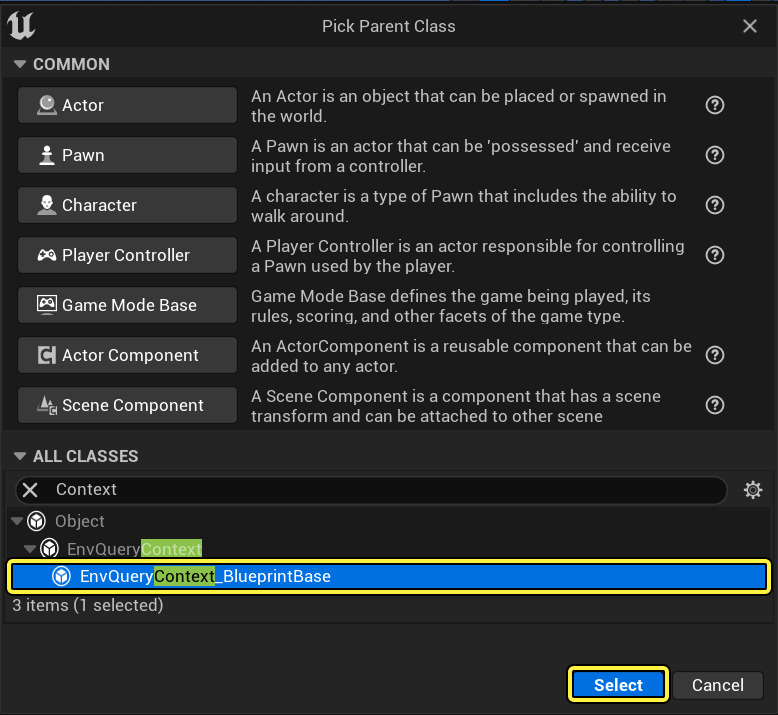 Pick Parent Class
COMMON
Actor
An Actor is an object that can be placed or spawned in
the world.
Pawn
A Pawn is an actor that can be 'possessed' and receive
input from a controller.
Character
A character is a type of Pawn that includes the ability to
walk around.
Player Controller
A Player Controller is an actor responsible for controlling
a Pawn used by the player.
Game Mode Base
Game Mode Base defines the game being played, its
rules, scoring, and other facets of the game type.
Actor Component
An ActorComponent is a reusable component that can be
added to any actor.
Scene Component
A Scene Component is a component that has a scene
transform and can be attached to other scene
ALL CLASSES
Context
Object
EnvQueryContext
EnvQueryContext_BlueprintBase
3 items (1 selected)
Select
Cancel